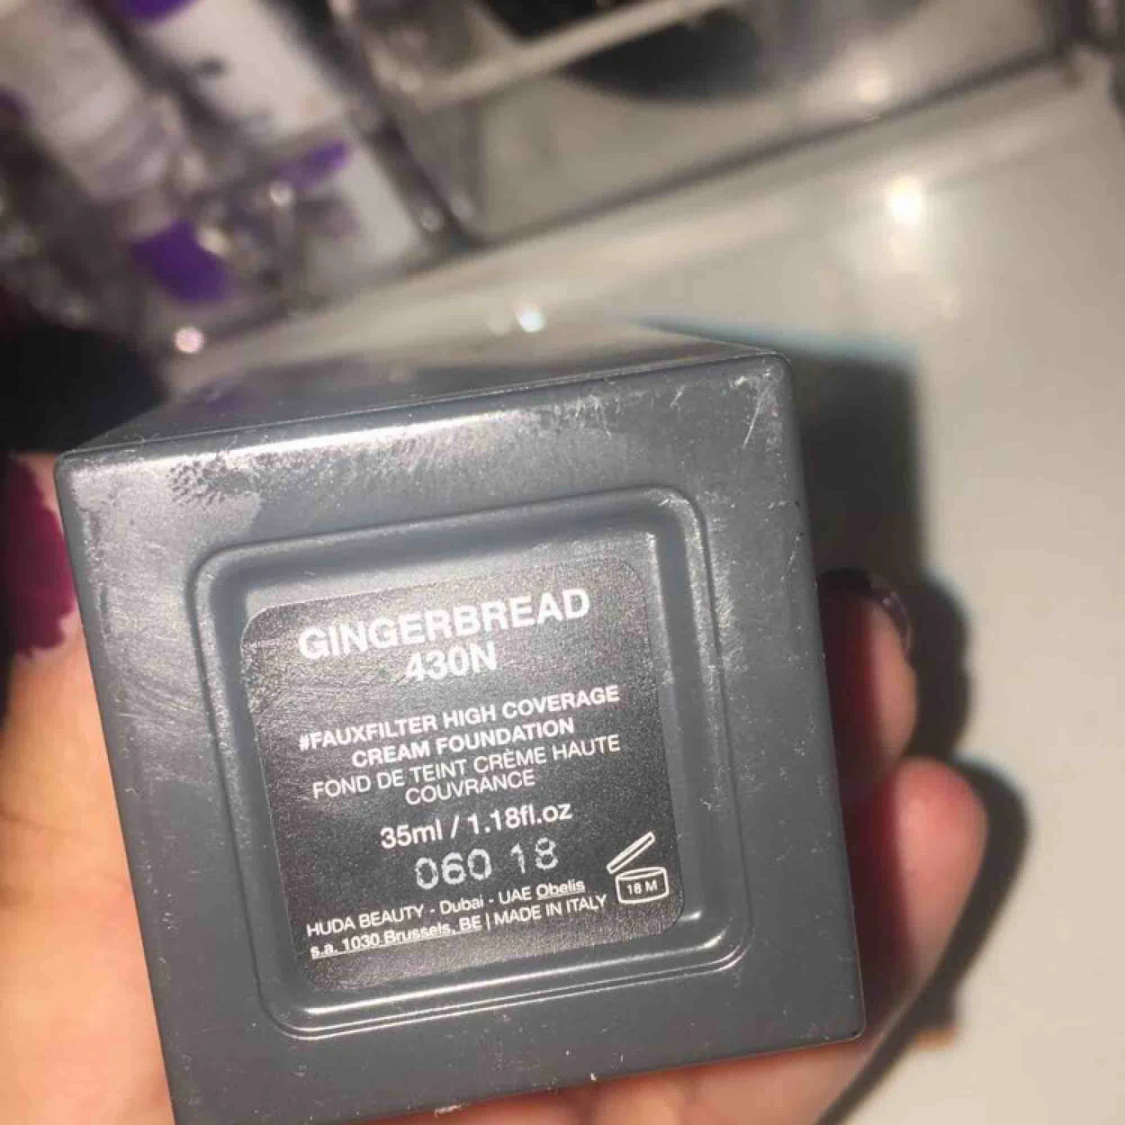 GINGERBREAD
430N
#FAUXFILTER HIGH COVERAGE
CREAM FOUNDATION
FOND DE TEINT CRÈME HAUTE
COUVRANCE
35ml / 1.18fl.oz
060 18
HUDA BEAUTY - Dubai - UAE Obelis
s.a. 1030 Brussels, BE | MADE IN ITALY
18 M